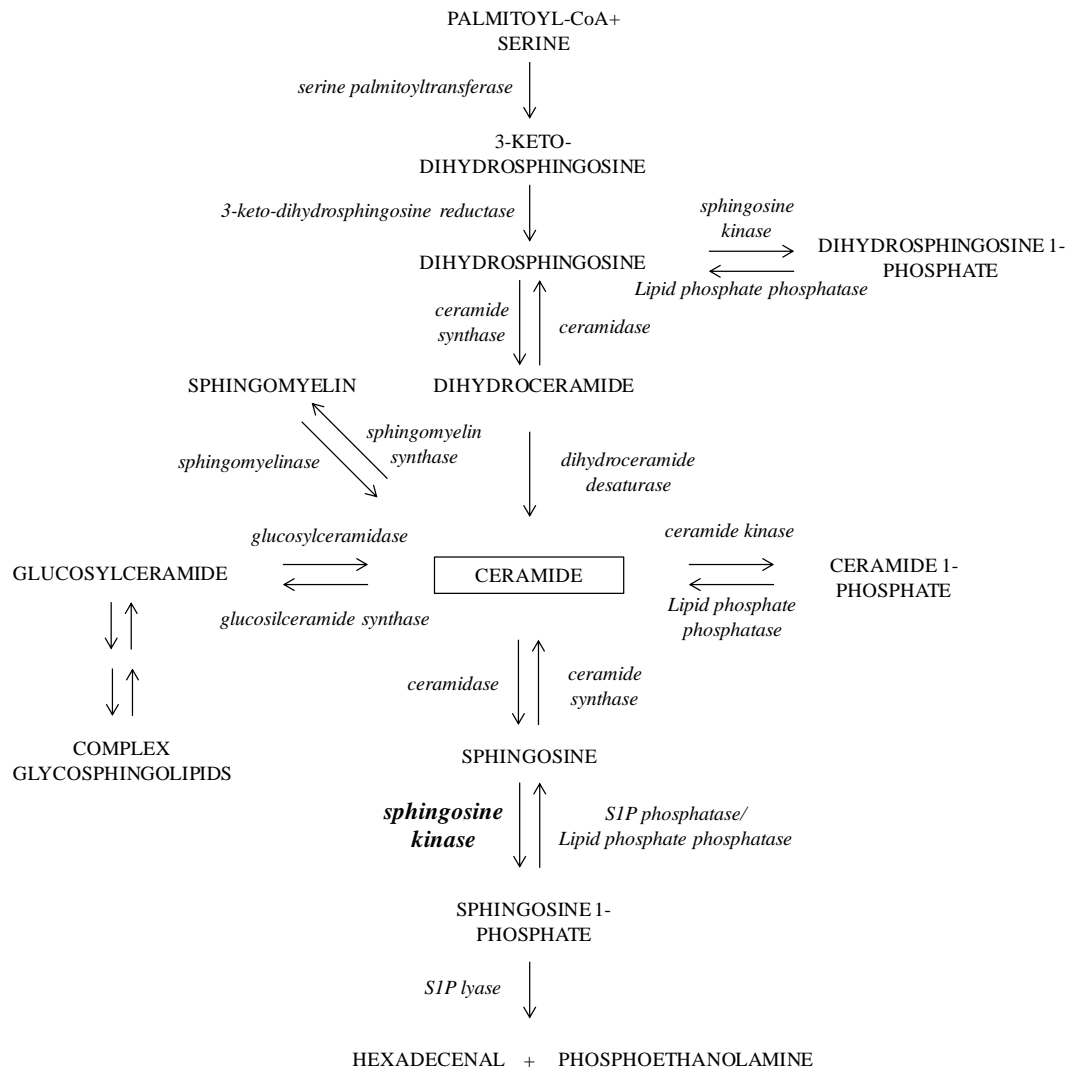 PALMITOYL-CoA+
SERINE
serine palmitoyltransferase
3-KETO-
DIHYDROSPHINGOSINE
3-keto-dihydrosphingosine reductase
sphingosine
kinase
DIHYDROSPHINGOSINE
DIHYDROSPHINGOSINE 1-
PHOSPHATE
Lipid phosphate phosphatase
ceramide
synthase
ceramidase
SPHINGOMYELIN
DIHYDROCERAMIDE
sphingomyelin
synthase
sphingomyelinase
dihydroceramide
desaturase
glucosylceramidase
ceramide kinase
GLUCOSYLCERAMIDE
CERAMIDE
CERAMIDE 1-
PHOSPHATE
glucosilceramide synthase
Lipid phosphate
phosphatase
ceramidase
ceramide
synthase
COMPLEX
GLYCOSPHINGOLIPIDS
SPHINGOSINE
sphingosine
kinase
S1P phosphatase/
Lipid phosphate phosphatase
SPHINGOSINE 1-
PHOSPHATE
S1P lyase
HEXADECENAL + PHOSPHOETHANOLAMINE